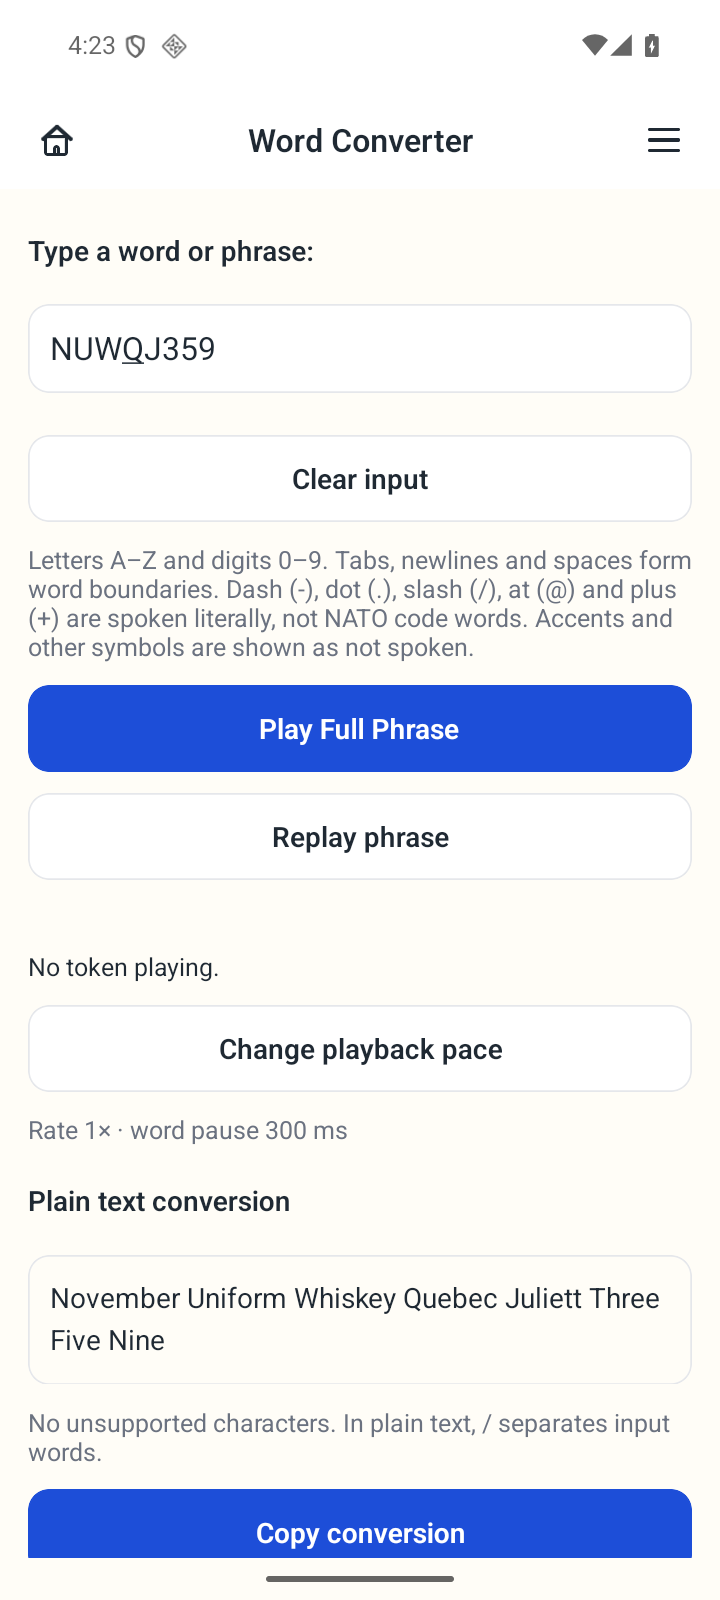 4:23
Word Converter
Type a word or phrase:
NUWQJ359
Clear input
Letters A–Z and digits 0–9. Tabs, newlines and spaces form
word boundaries. Dash (-), dot (.), slash (/), at (@) and plus
(+) are spoken literally, not NATO code words. Accents and
other symbols are shown as not spoken.
Play Full Phrase
Replay phrase
No token playing.
Change playback pace
Rate 1× · word pause 300 ms
Plain text conversion
November Uniform Whiskey Quebec Juliett Three
Five Nine
No unsupported characters. In plain text, / separates input
words.
Copy conversion